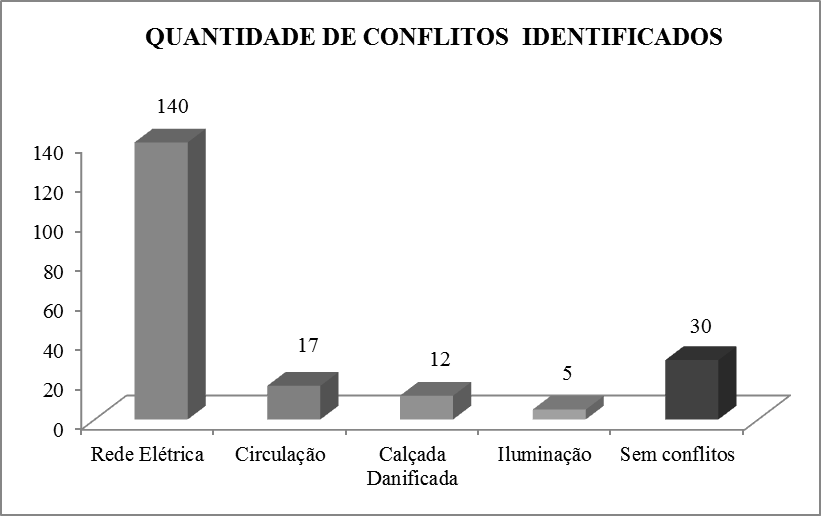 QUANTIDADE DE CONFLITOS IDENTIFICADOS
140
17
12
5
30
140
120
100
80
60
40
20
0
Rede Elétrica
Circulação
Calçada
Danificada
Iluminação
Sem conflitos